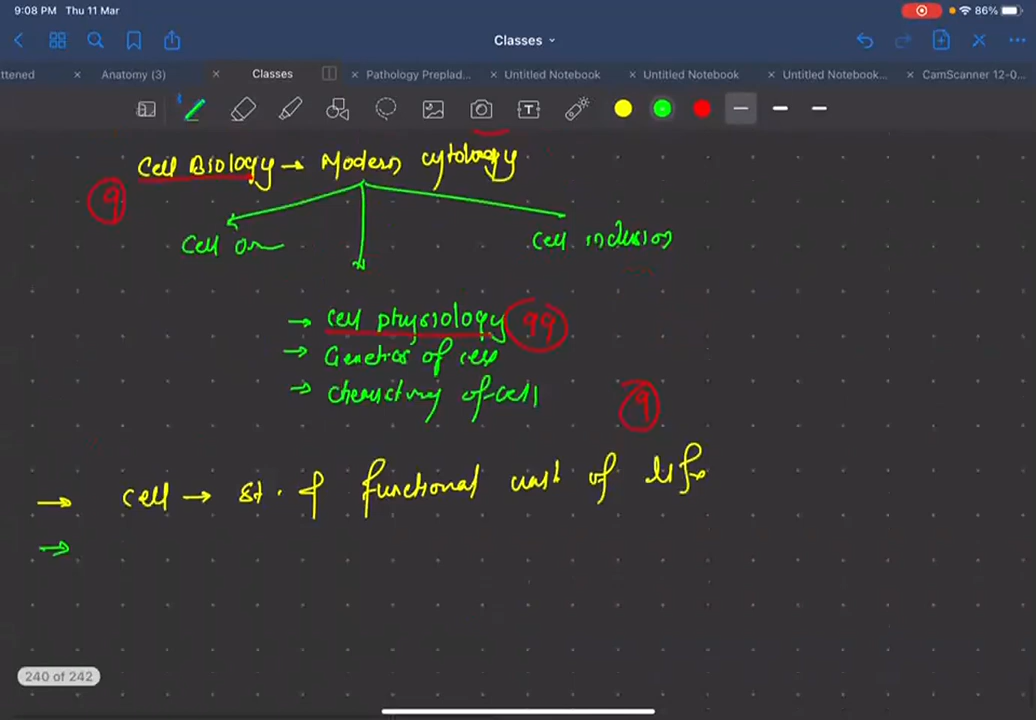 9:08 PM Thu 11 Mar
86%
Classes
ttened
Anatomy (3)
Classes
Pathology Preplad...
Untitled Notebook
Untitled Notebook
Untitled Notebook...
CamScanner 12-0...
Cell Biology → Modern cytology
9
Cell or
Cell inclusion
→ Cell physiology 99
→ Genetics of cell
→ Chemistry of cell
9
→ cell → st. & functional unit of life
→
240 of 242